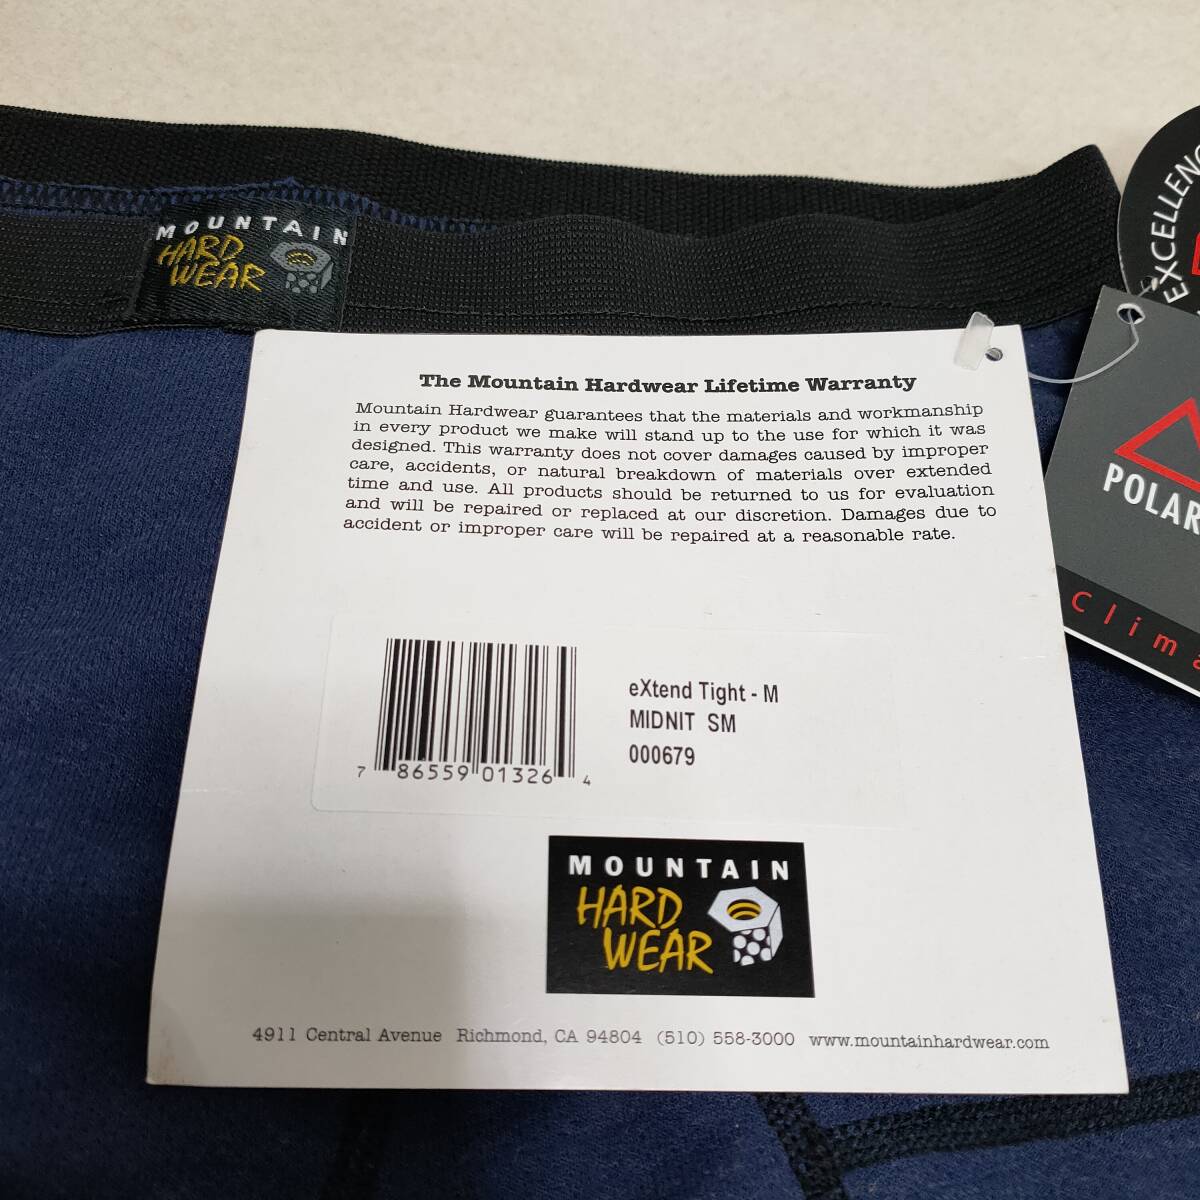 EXCELLENC
MOUNTAIN
HARD
WEAR
The Mountain Hardwear Lifetime Warranty
Mountain Hardwear guarantees that the materials and workmanship
in every product we make will stand up to the use for which it was
designed. This warranty does not cover damages caused by improper
care, accidents, or natural breakdown of materials over extended
time and use. All products should be returned to us for evaluation
and will be repaired or replaced at our discretion. Damages due to
accident or improper care will be repaired at a reasonable rate.
POLAR
Clima
eXtend Tight - M
MIDNIT SM
000679
7 86559 01326 4
MOUNTAIN
HARD
WEAR
4911 Central Avenue Richmond, CA 94804 (510) 558-3000 www.mountainhardwear.com